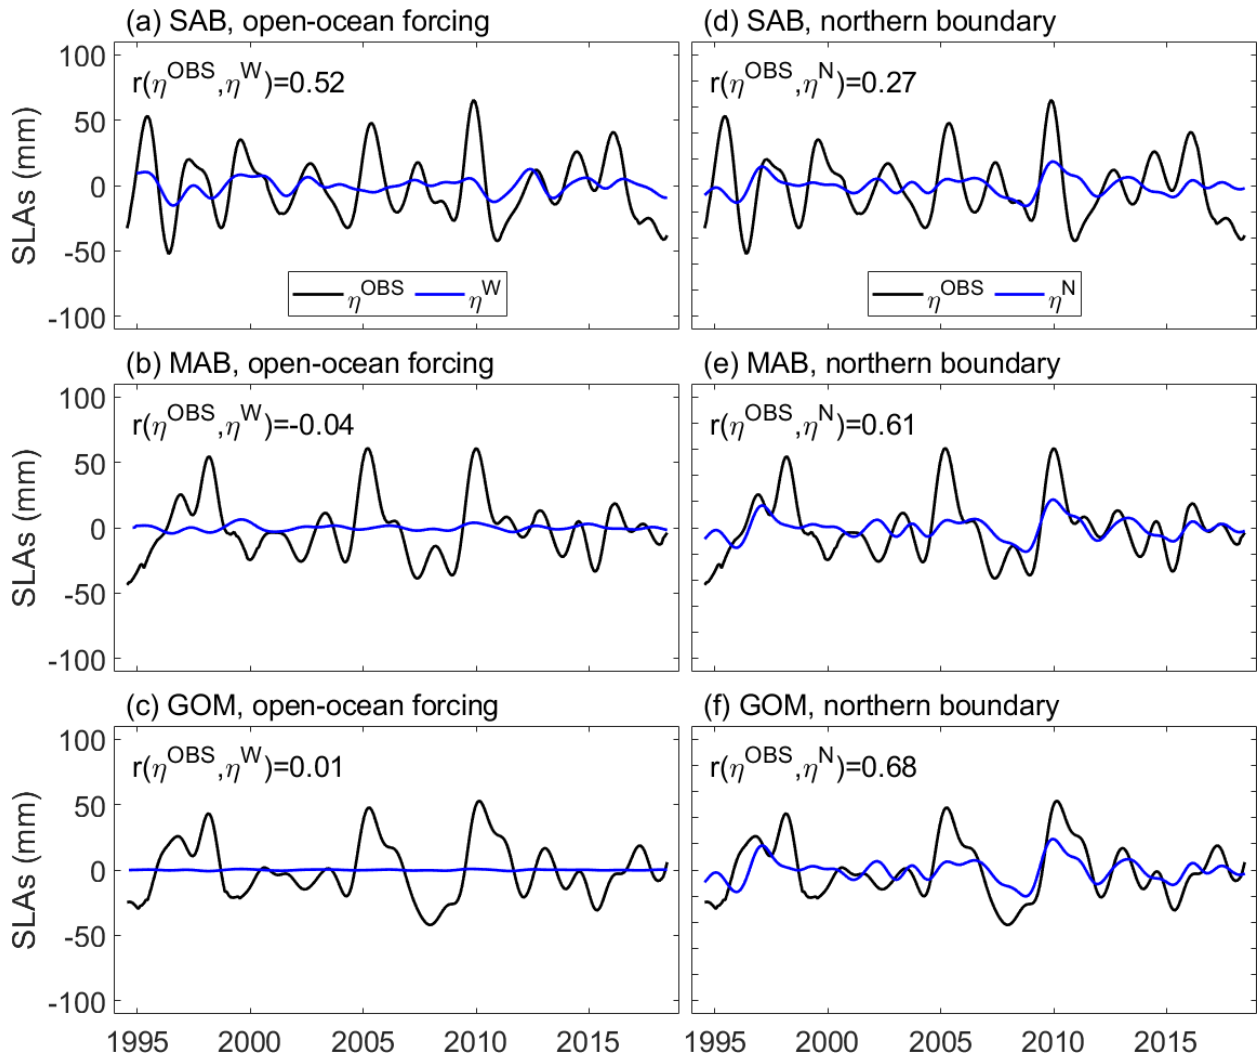 (a) SAB, open-ocean forcing
r(η^OBS,η^W)=0.52
100
50
0
-50
-100
SLAs (mm)
η^OBS η^W
(d) SAB, northern boundary
r(η^OBS,η^N)=0.27
η^OBS η^N
(b) MAB, open-ocean forcing
r(η^OBS,η^W)=-0.04
100
50
0
-50
-100
SLAs (mm)
(e) MAB, northern boundary
r(η^OBS,η^N)=0.61
(c) GOM, open-ocean forcing
r(η^OBS,η^W)=0.01
100
50
0
-50
-100
SLAs (mm)
1995 2000 2005 2010 2015
(f) GOM, northern boundary
r(η^OBS,η^N)=0.68
1995 2000 2005 2010 2015